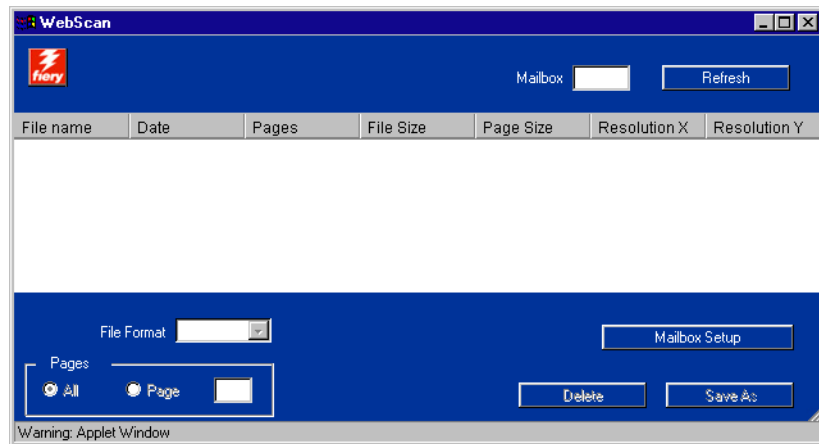 WebScan
fiery
Mailbox Refresh
File name Date Pages File Size Page Size Resolution X Resolution Y
File Format
Mailbox Setup
Pages
All Page
Delete Save As
Warning: Applet Window